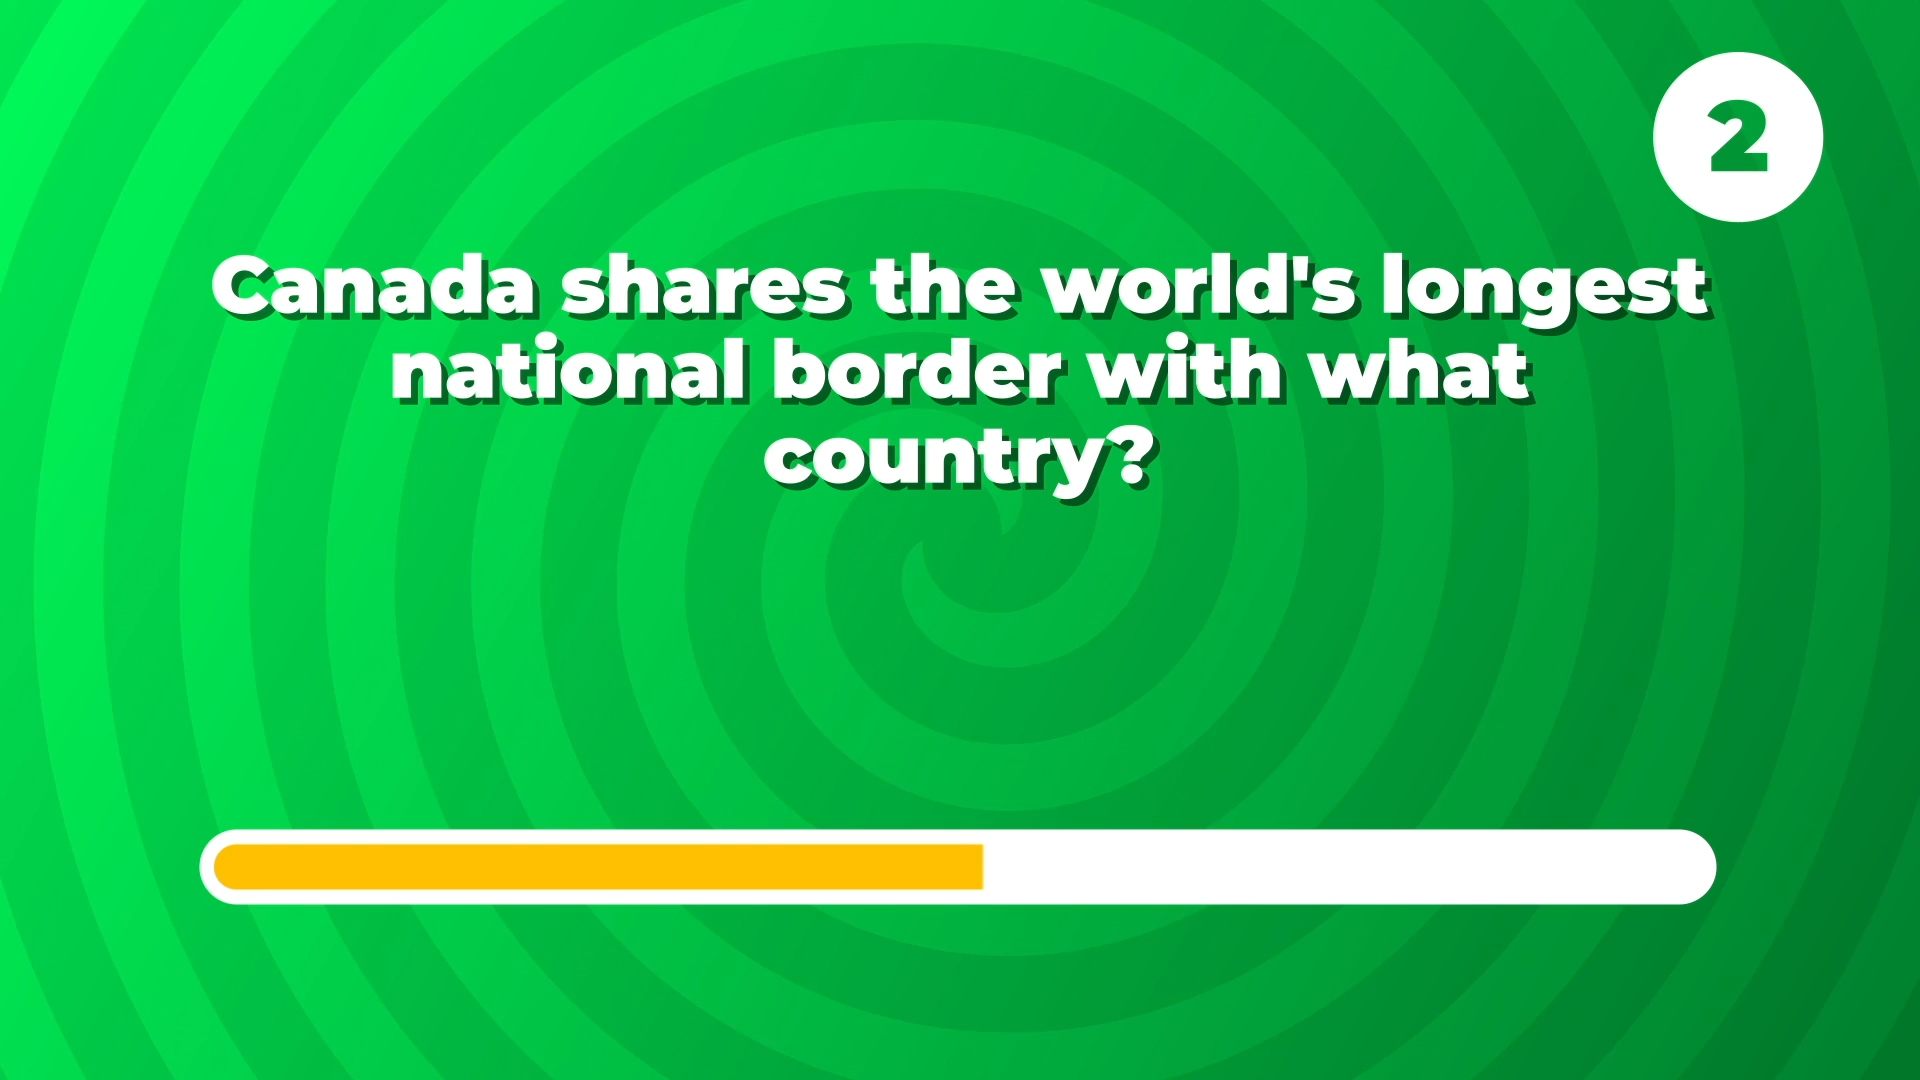 2
Canada shares the world's longest
national border with what
country?